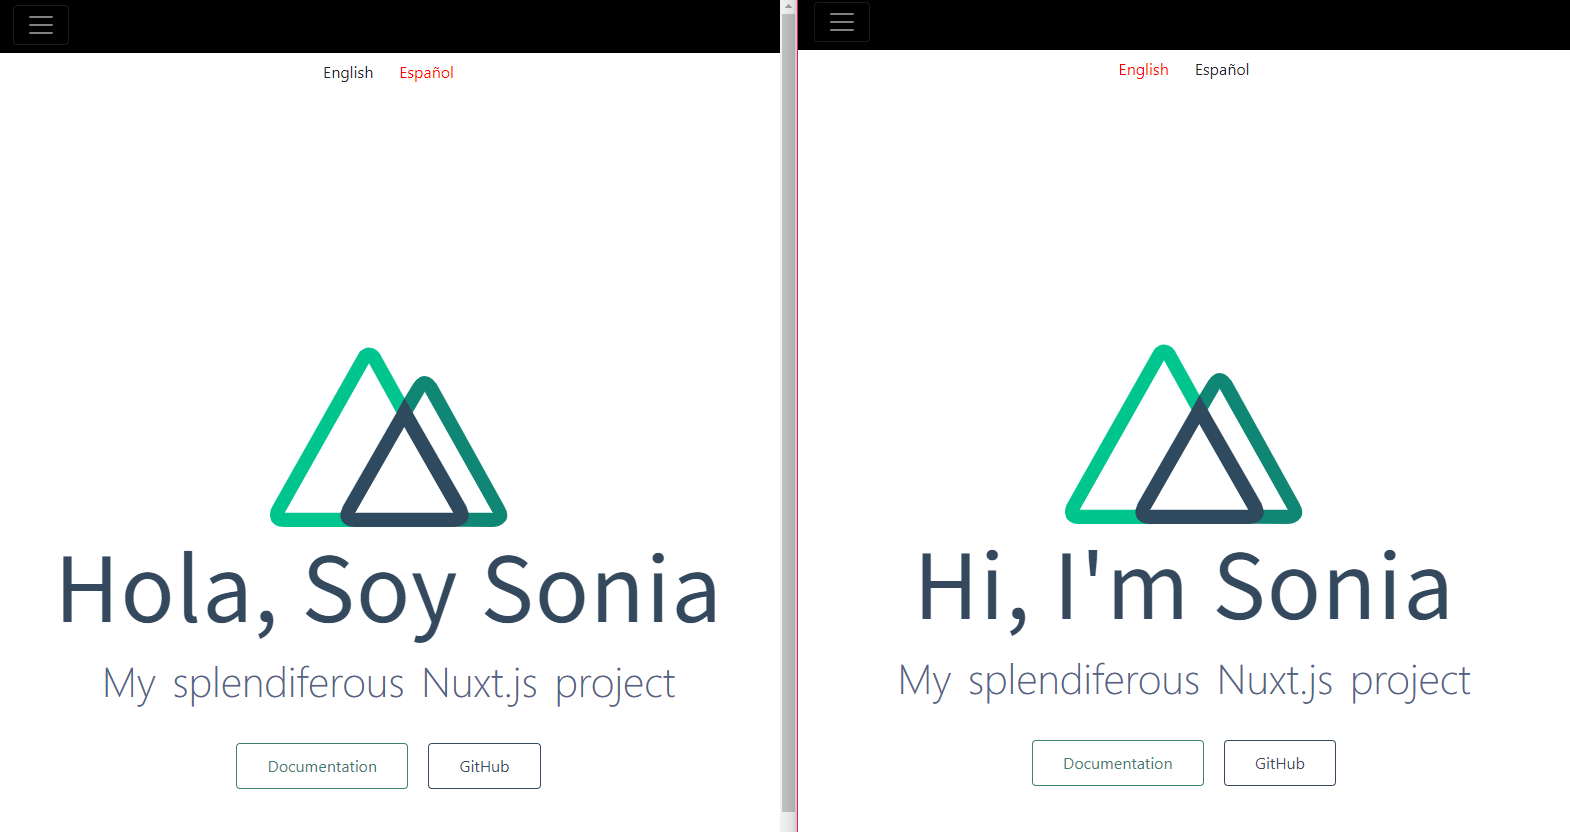 English Español
Hola, Soy Sonia
My splendiferous Nuxt.js project
Documentation GitHub
English Español
Hi, I'm Sonia
My splendiferous Nuxt.js project
Documentation GitHub